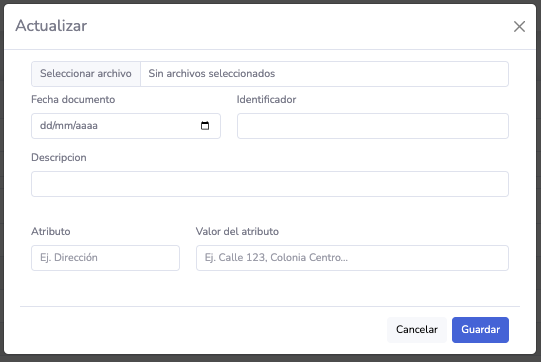 Actualizar
Seleccionar archivo Sin archivos seleccionados
Fecha documento Identificador
dd/mm/aaaa
Descripcion
Atributo Valor del atributo
Ej. Dirección Ej. Calle 123, Colonia Centro...
Cancelar Guardar